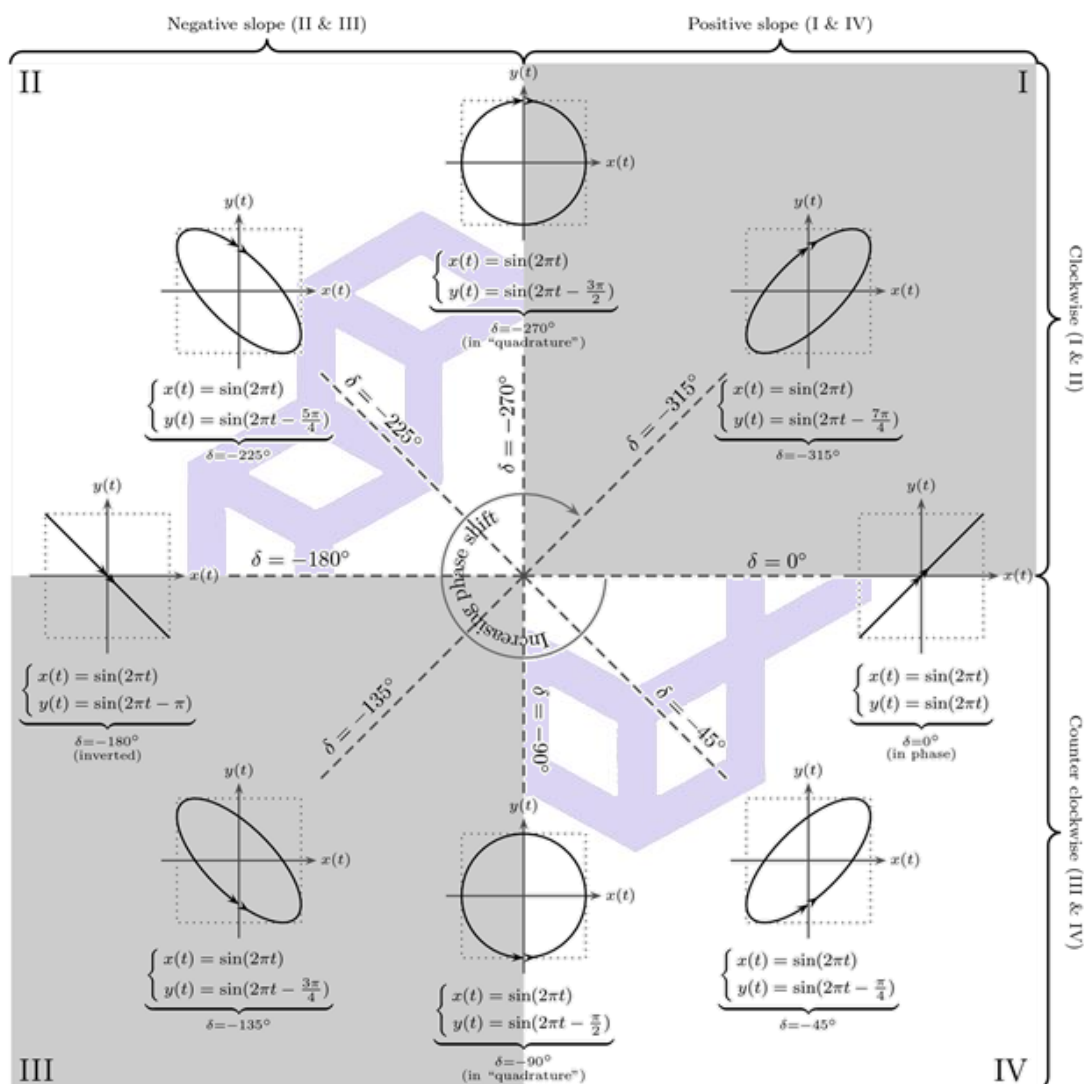 Negative slope (II & III)
Positive slope (I & IV)
II
I
y(t)
x(t)
{ x(t) = sin(2πt)
y(t) = sin(2πt − 3π/2)
δ=−270°
(in “quadrature”)
y(t)
x(t)
{ x(t) = sin(2πt)
y(t) = sin(2πt − 5π/4)
δ=−225°
y(t)
x(t)
{ x(t) = sin(2πt)
y(t) = sin(2πt − 7π/4)
δ=−315°
Clockwise (I & II)
δ = −225°
δ = −270°
δ = −315°
y(t)
x(t)
{ x(t) = sin(2πt)
y(t) = sin(2πt − π)
δ=−180°
(inverted)
δ = −180°
Increasing phase shift
δ = 0°
y(t)
x(t)
{ x(t) = sin(2πt)
y(t) = sin(2πt)
δ=0°
(in phase)
δ = −135°
δ = −90°
δ = −45°
y(t)
x(t)
{ x(t) = sin(2πt)
y(t) = sin(2πt − 3π/4)
δ=−135°
y(t)
x(t)
{ x(t) = sin(2πt)
y(t) = sin(2πt − π/2)
δ=−90°
(in “quadrature”)
y(t)
x(t)
{ x(t) = sin(2πt)
y(t) = sin(2πt − π/4)
δ=−45°
Counter clockwise (III & IV)
III
IV